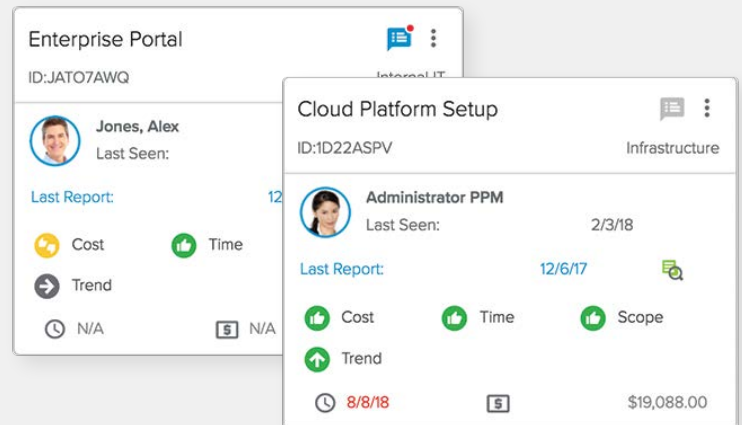 Enterprise Portal
ID:JATO7AWQ
Internal IT
Jones, Alex
Last Seen:
Last Report:
12
Cost
Time
Trend
N/A
$ N/A
Cloud Platform Setup
ID:1D22ASPV
Infrastructure
Administrator PPM
Last Seen: 2/3/18
Last Report: 12/6/17
Cost
Time
Scope
Trend
8/8/18
$
$19,088.00